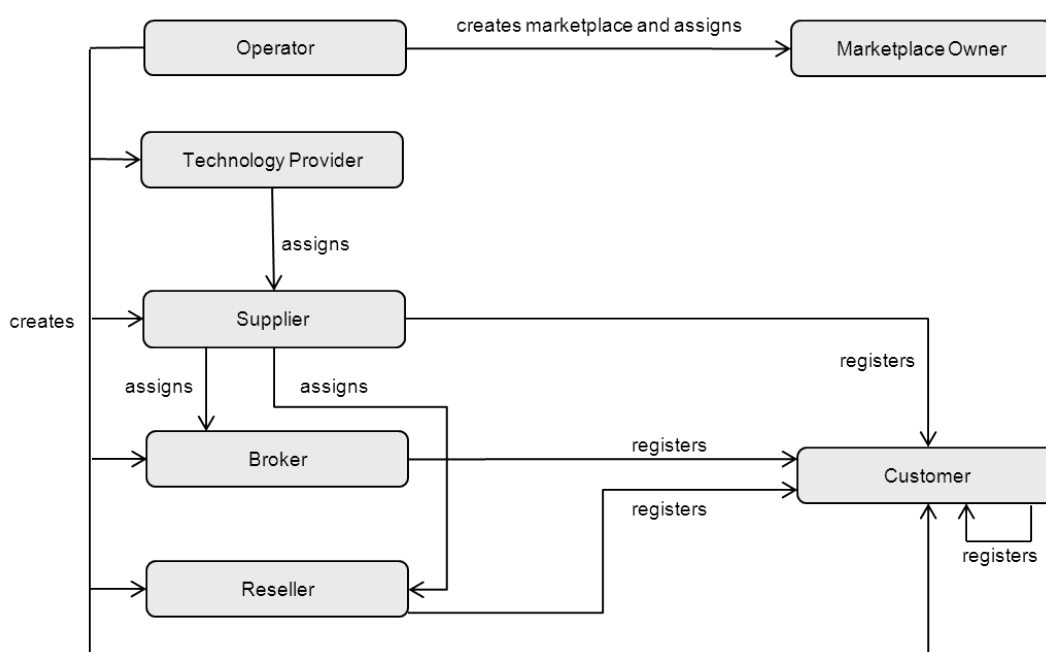 Operator
creates marketplace and assigns
Marketplace Owner
Technology Provider
assigns
creates
Supplier
registers
assigns
assigns
Broker
registers
Customer
registers
registers
Reseller